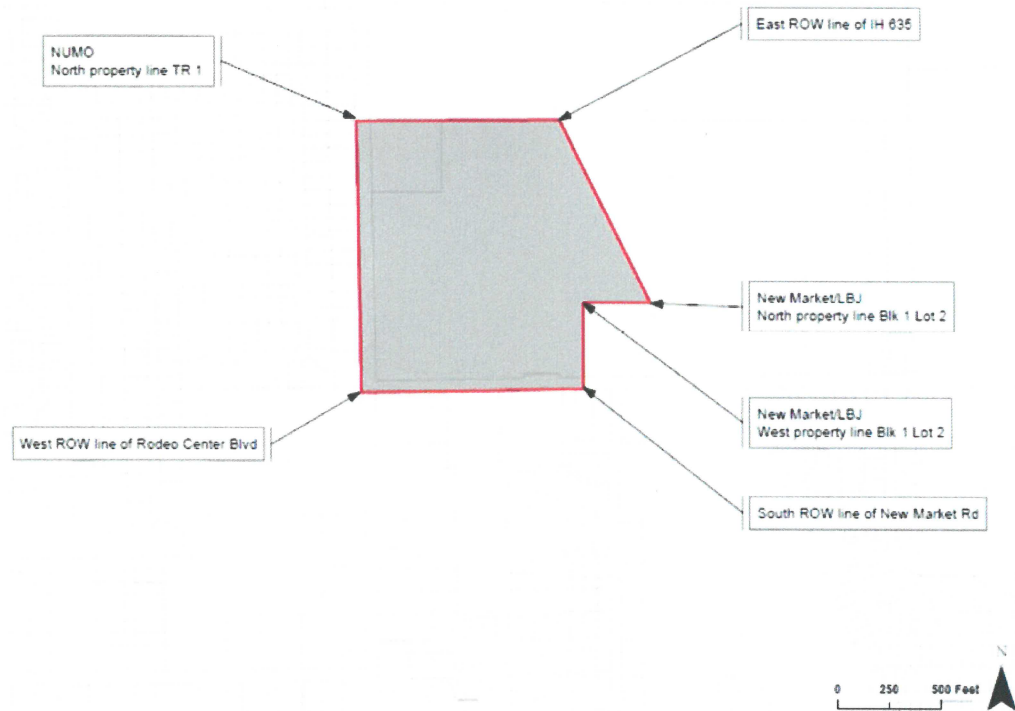 East ROW line of IH 635
NUMO
North property line TR 1
New Market/LBJ
North property line Blk 1 Lot 2
New Market/LBJ
West property line Blk 1 Lot 2
West ROW line of Rodeo Center Blvd
South ROW line of New Market Rd
N
0 250 500 Feet